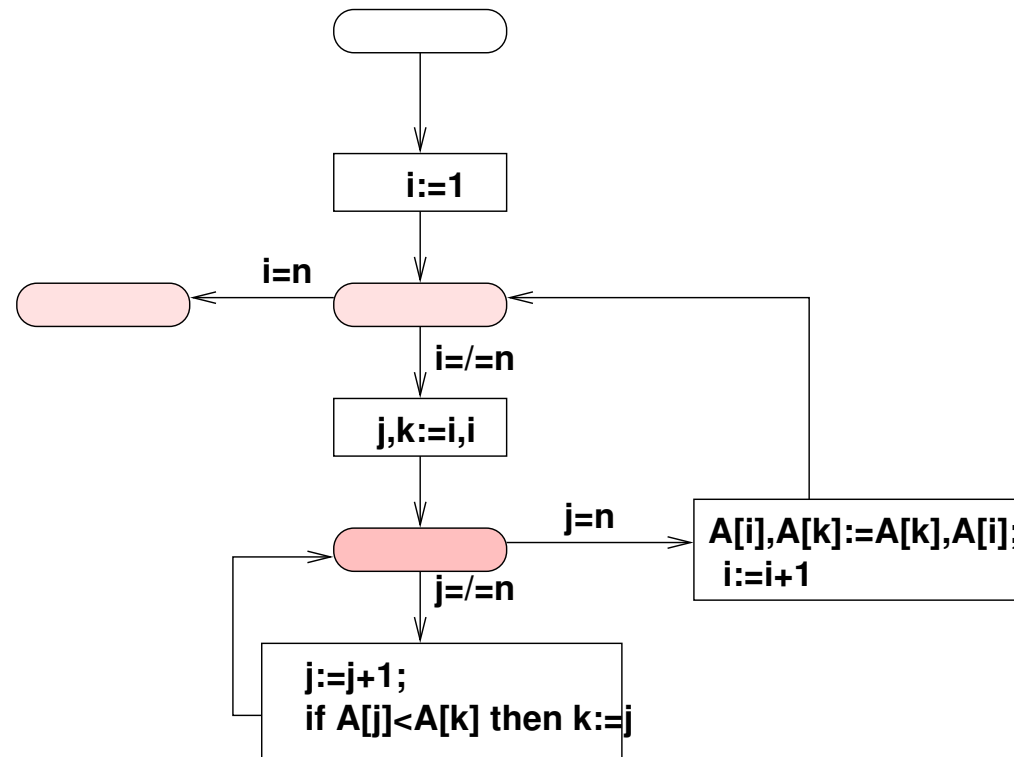 i:=1
i=n
i=/=n
j,k:=i,i
j=n
A[i],A[k]:=A[k],A[i];
i:=i+1
j=/=n
j:=j+1;
if A[j]<A[k] then k:=j